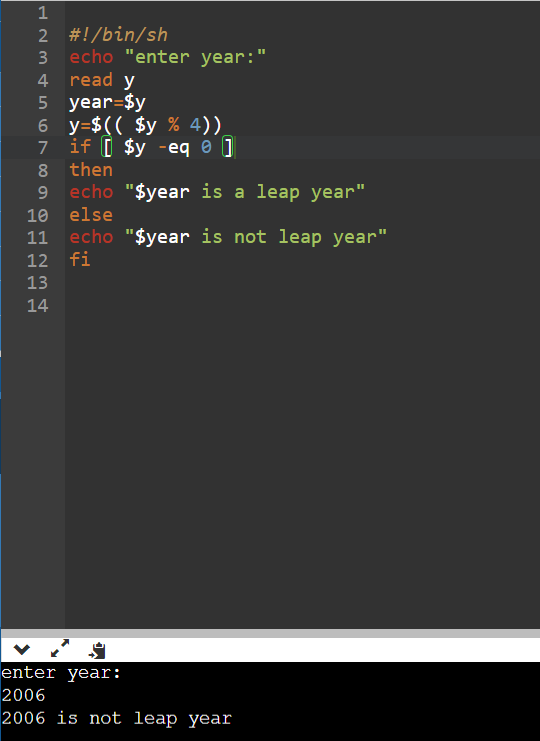 1
2 #!/bin/sh
3 echo "enter year:"
4 read y
5 year=$y
6 y=$(( $y % 4))
7 if [ $y -eq 0 ]
8 then
9 echo "$year is a leap year"
10 else
11 echo "$year is not leap year"
12 fi
13
14
enter year:
2006
2006 is not leap year